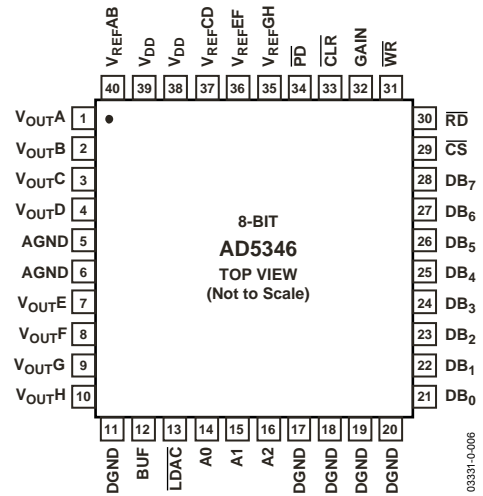 VREFAB
VDD
VDD
VREFCD
VREFEF
VREFGH
PD
CLR
GAIN
WR
40 39 38 37 36 35 34 33 32 31
VOUTA 1
VOUTB 2
VOUTC 3
VOUTD 4
AGND 5
AGND 6
VOUTE 7
VOUTF 8
VOUTG 9
VOUTH 10
8-BIT
AD5346
TOP VIEW
(Not to Scale)
30 RD
29 CS
28 DB7
27 DB6
26 DB5
25 DB4
24 DB3
23 DB2
22 DB1
21 DB0
11 12 13 14 15 16 17 18 19 20
DGND
BUF
LDAC
A0
A1
A2
DGND
DGND
DGND
DGND
03331-0-006